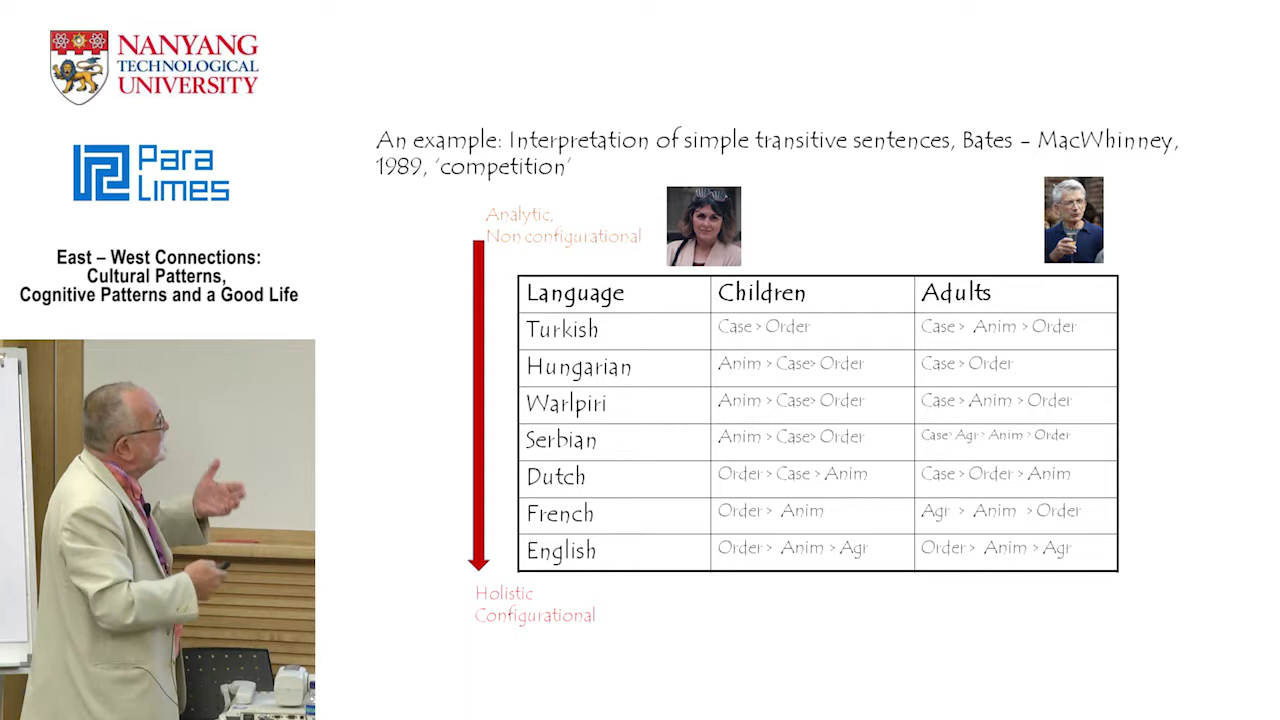 NANYANG
TECHNOLOGICAL
UNIVERSITY
Para
Limes
East – West Connections:
Cultural Patterns,
Cognitive Patterns and a Good Life
An example: Interpretation of simple transitive sentences, Bates – MacWhinney,
1989, 'competition'
Analytic,
Non configurational
Language Children Adults
Turkish Case > Order Case > Anim > Order
Hungarian Anim > Case> Order Case > Order
Warlpiri Anim > Case> Order Case > Anim > Order
Serbian Anim > Case> Order Case> Agr > Anim > Order
Dutch Order > Case > Anim Case > Order > Anim
French Order > Anim Agr > Anim > Order
English Order > Anim > Agr Order > Anim > Agr
Holistic
Configurational